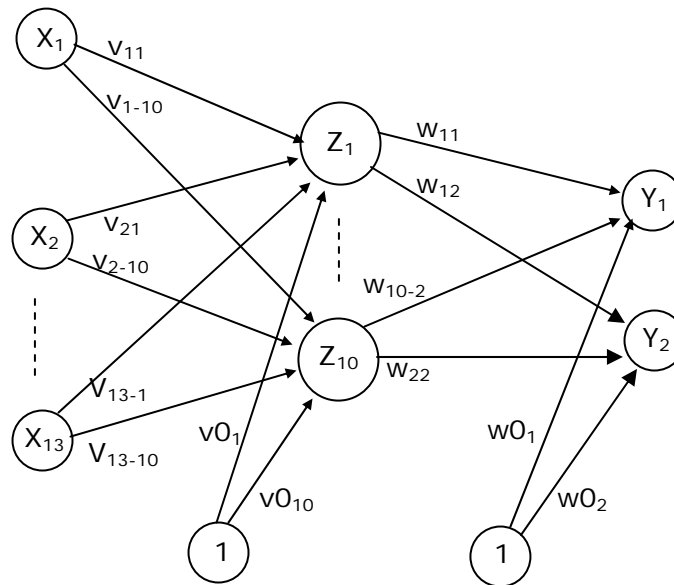 X₁
v₁₁
v₁₋₁₀
Z₁
w₁₁
w₁₂
Y₁
X₂
v₂₁
v₂₋₁₀
w₁₀₋₂
Z₁₀
w₂₂
Y₂
X₁₃
V₁₃₋₁
V₁₃₋₁₀
v0₁
v0₁₀
w0₁
w0₂
1
1